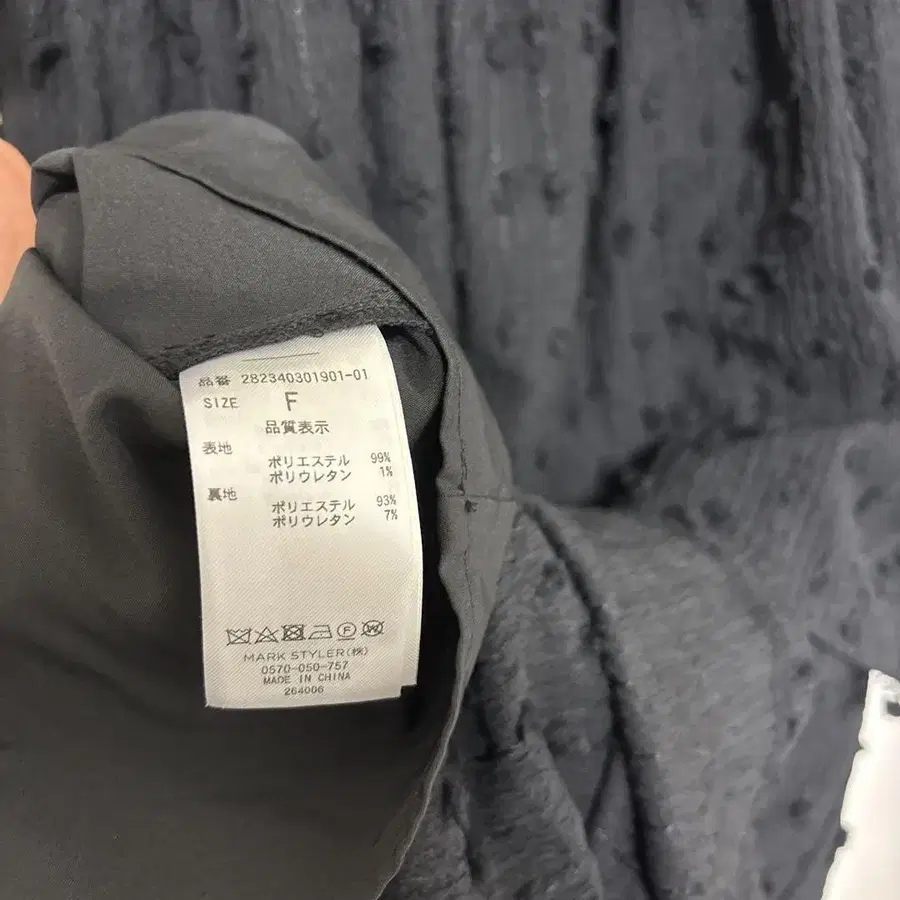 品番 282340301901-01
SIZE F
品質表示
表地
ポリエステル 99%
ポリウレタン 1%
裏地
ポリエステル 93%
ポリウレタン 7%
MARK STYLER(株)
0570-050-757
MADE IN CHINA
264006